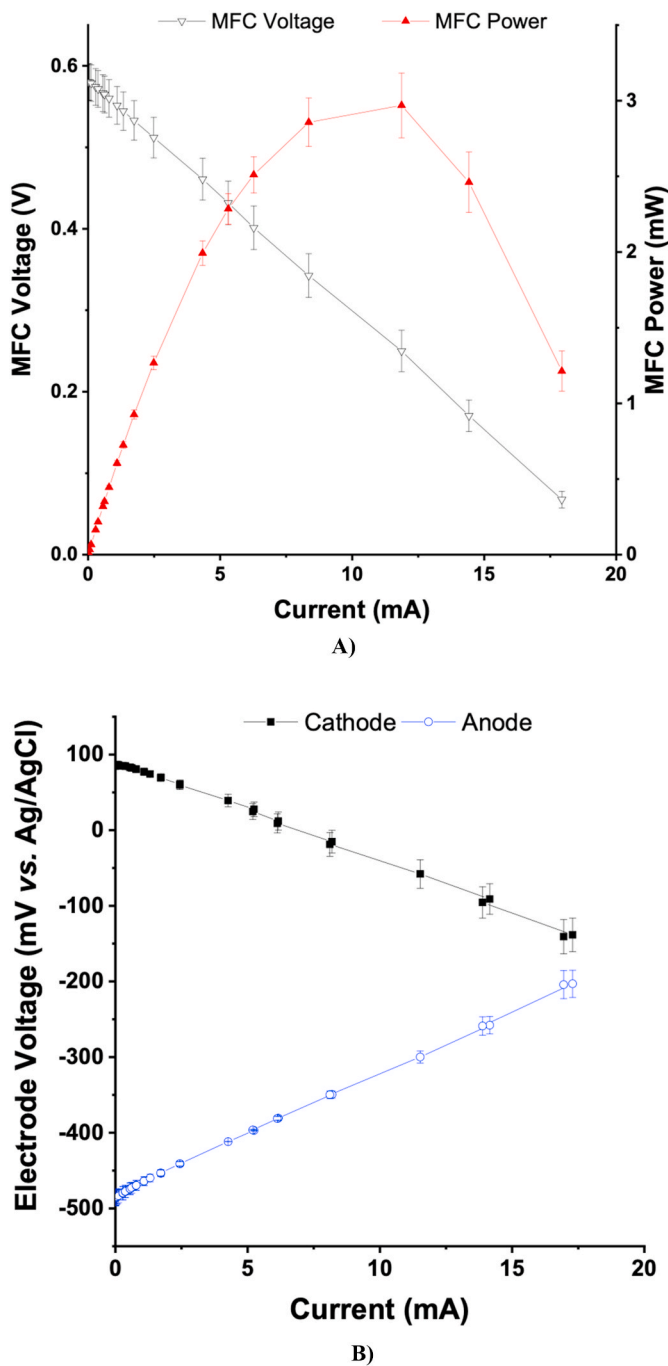 MFC Voltage MFC Power
0.6
0.4
0.2
0.0
3
2
1
0
0 5 10 15 20
MFC Voltage (V)
MFC Power (mW)
Current (mA)
A)
Cathode Anode
100
0
-100
-200
-300
-400
-500
0 5 10 15 20
Electrode Voltage (mV vs. Ag/AgCl)
Current (mA)
B)